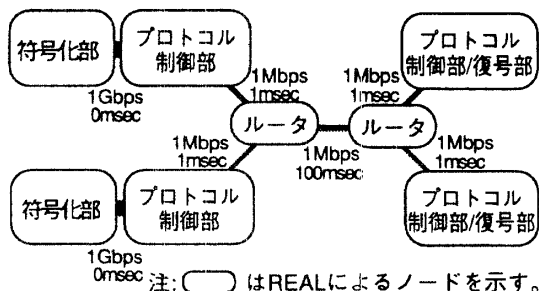 符号化部
プロトコル
制御部
1Gbps
0msec
1Mbps
1msec
ルータ
1Mbps
100msec
ルータ
1Mbps
1msec
プロトコル
制御部/復号部
符号化部
プロトコル
制御部
1Gbps
0msec
1Mbps
1msec
1Mbps
1msec
プロトコル
制御部/復号部
注: はREALによるノードを示す。